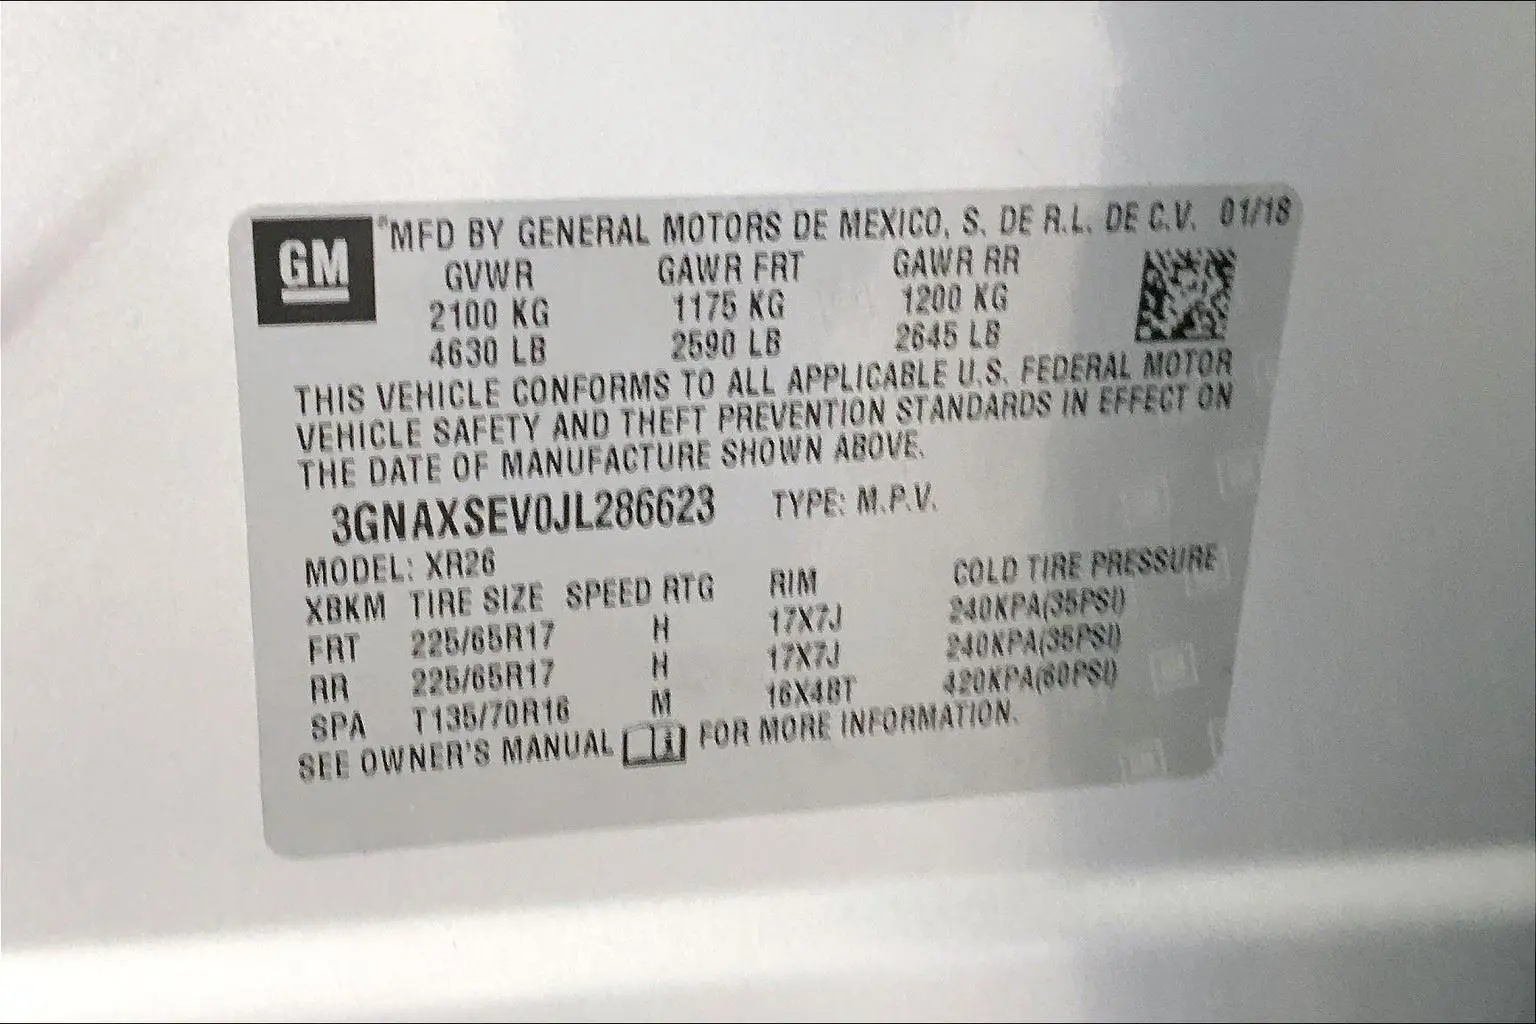 GM
*MFD BY GENERAL MOTORS DE MEXICO, S. DE R.L. DE C.V. 01/18
GVWR GAWR FRT GAWR RR
2100 KG 1175 KG 1200 KG
4630 LB 2590 LB 2645 LB
THIS VEHICLE CONFORMS TO ALL APPLICABLE U.S. FEDERAL MOTOR
VEHICLE SAFETY AND THEFT PREVENTION STANDARDS IN EFFECT ON
THE DATE OF MANUFACTURE SHOWN ABOVE.
3GNAXSEV0JL286623 TYPE: M.P.V.
MODEL: XR26
XBKM TIRE SIZE SPEED RTG RIM COLD TIRE PRESSURE
FRT 225/65R17 H 17X7J 240KPA(35PSI)
RR 225/65R17 H 17X7J 240KPA(35PSI)
SPA T135/70R16 M 16X4BT 420KPA(60PSI)
SEE OWNER'S MANUAL FOR MORE INFORMATION.